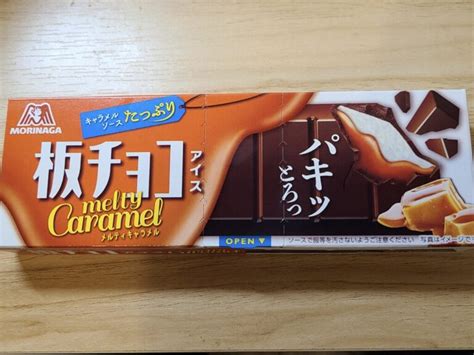 MORINAGA
キャラメル
ソース たっぷり
板チョコ
アイス
melty
Caramel
メルティキャラメル
パキッ
とろっ
OPEN ▼
ソースで服等を汚さないようご注意ください
*写真はイメージ